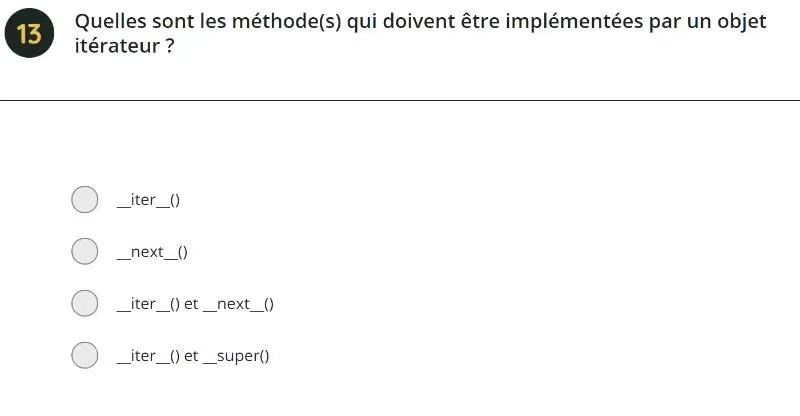 13
Quelles sont les méthode(s) qui doivent être implémentées par un objet
itérateur ?
__iter__()
__next__()
__iter__() et __next__()
__iter__() et __super()